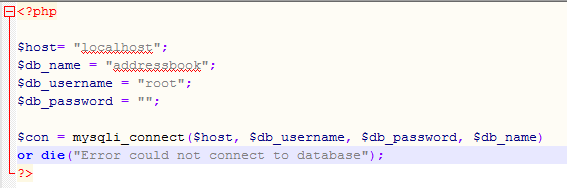 <?php
$host= "localhost";
$db_name = "addressbook";
$db_username = "root";
$db_password = "";
$con = mysqli_connect($host, $db_username, $db_password, $db_name)
or die("Error could not connect to database");
?>